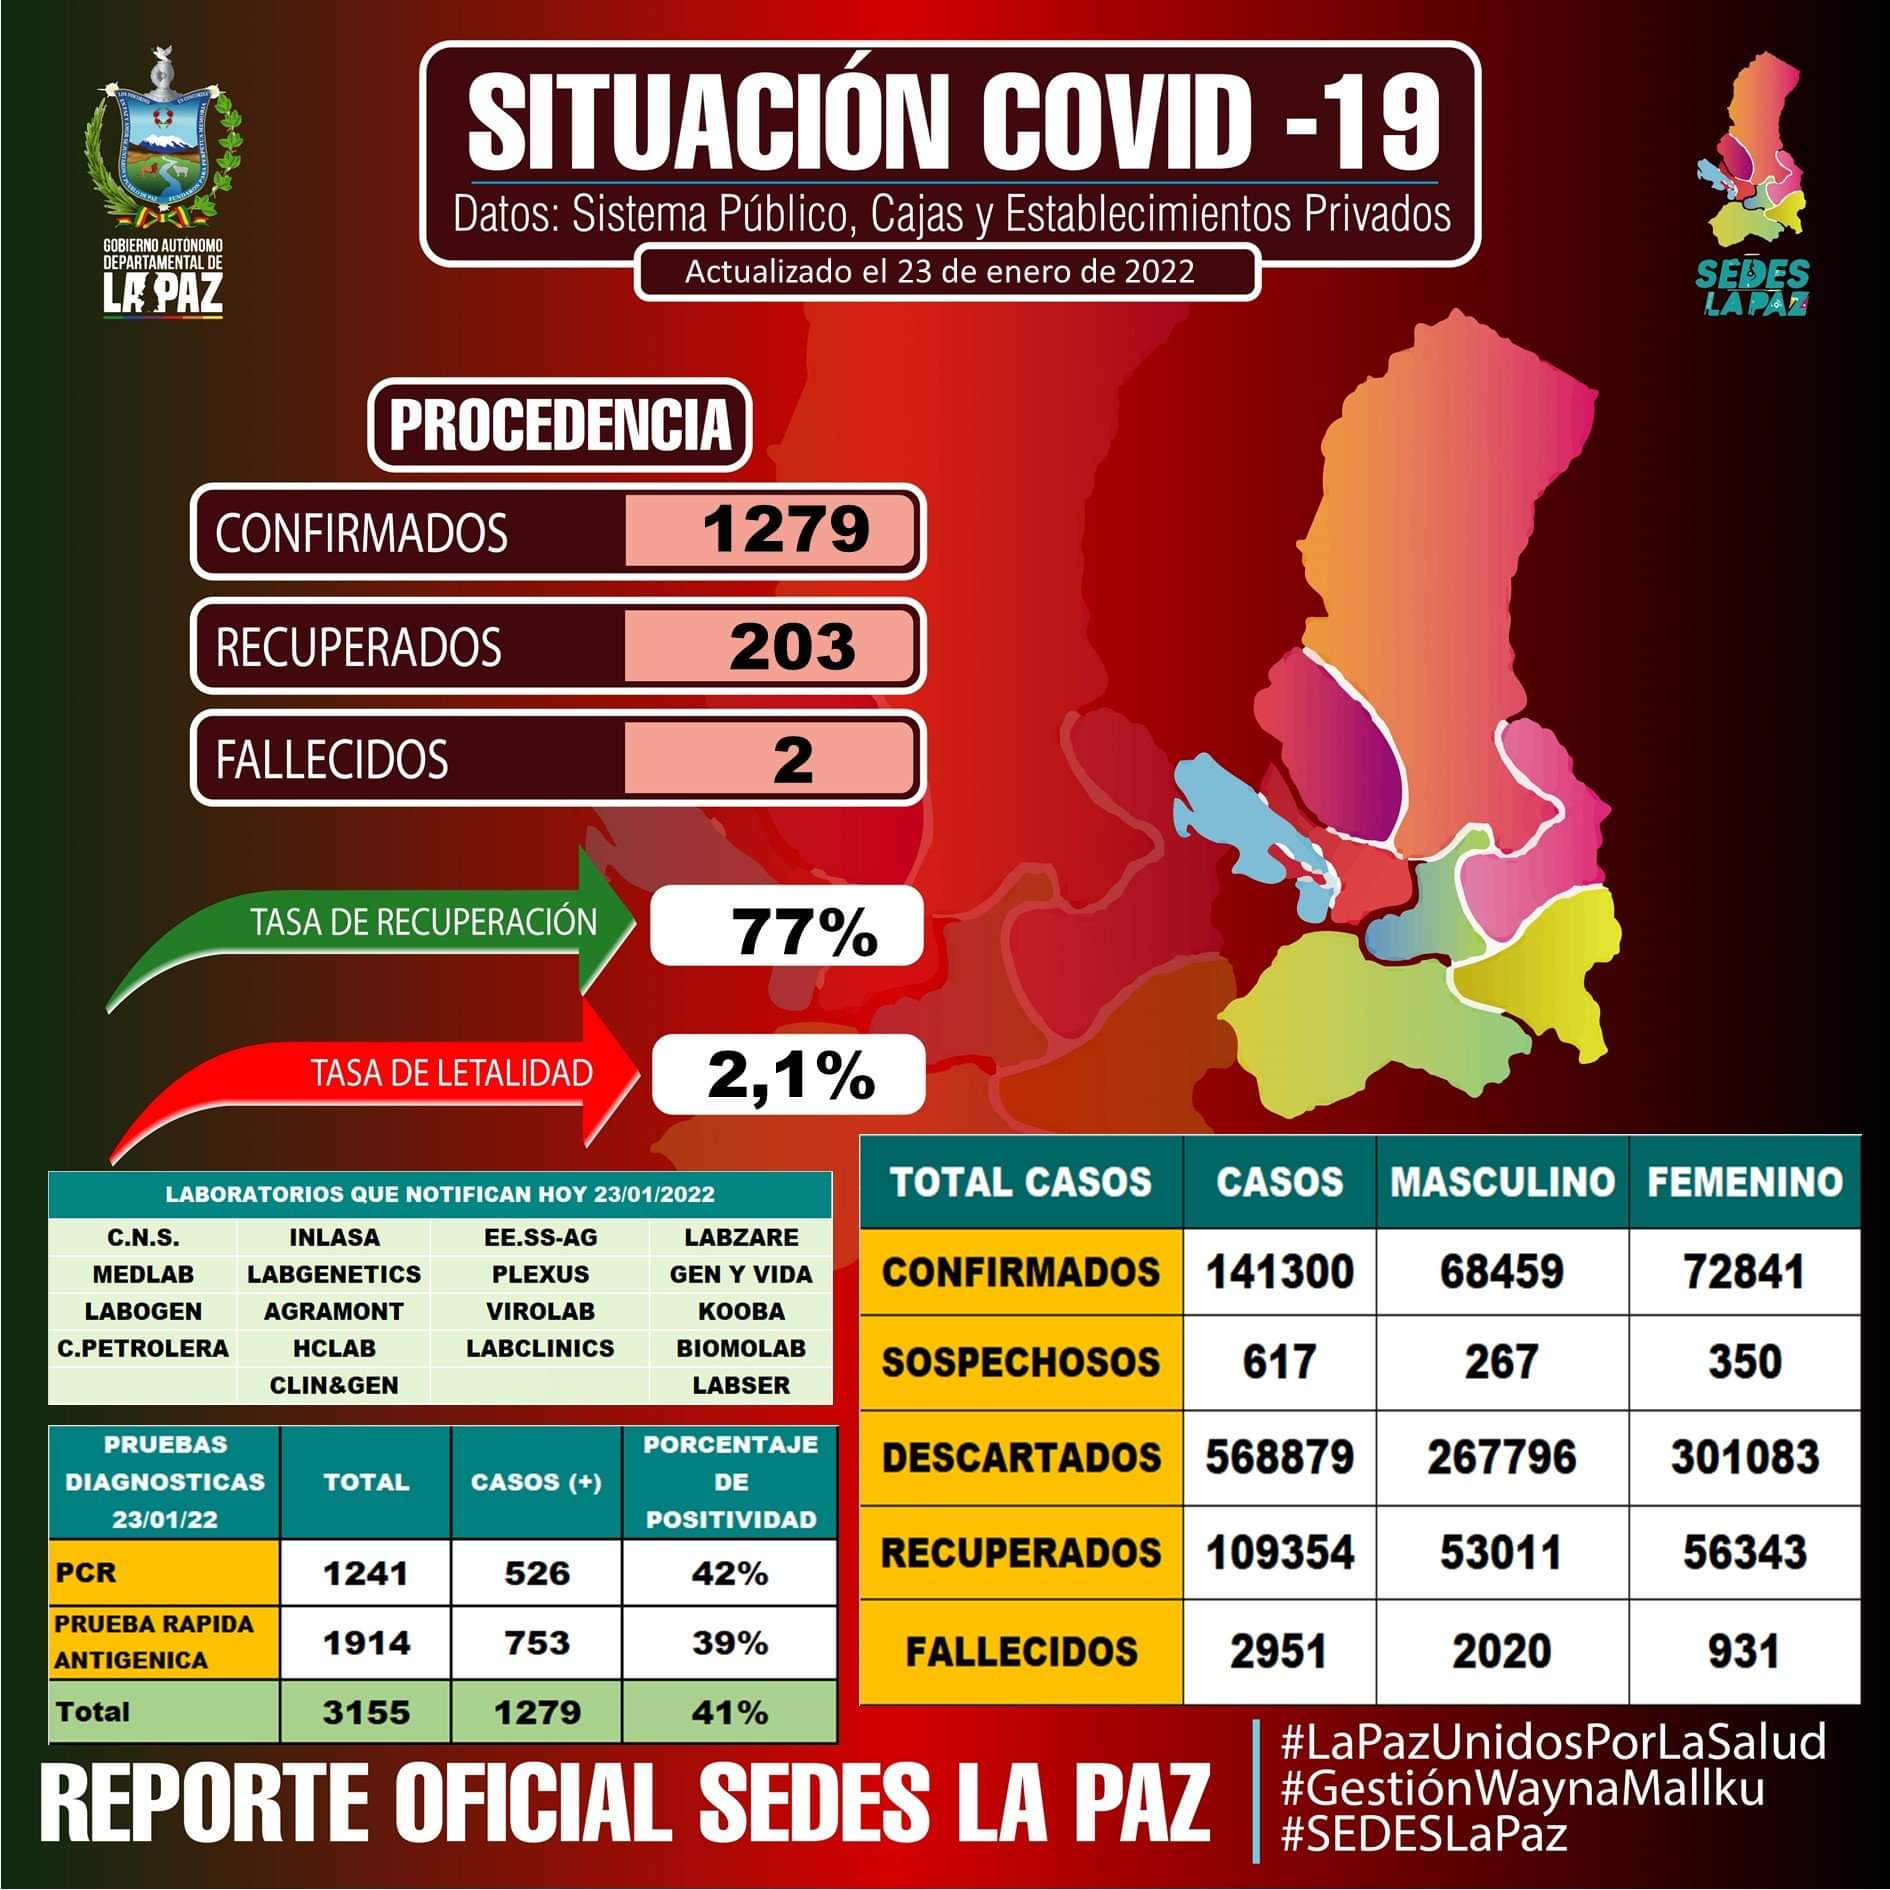 SITUACIÓN COVID -19
Datos: Sistema Público, Cajas y Establecimientos Privados
Actualizado el 23 de enero de 2022
GOBIERNO AUTÓNOMO
DEPARTAMENTAL DE
LA PAZ
SEDES
LA PAZ
PROCEDENCIA
CONFIRMADOS 1279
RECUPERADOS 203
FALLECIDOS 2
TASA DE RECUPERACIÓN 77%
TASA DE LETALIDAD 2,1%
LABORATORIOS QUE NOTIFICAN HOY 23/01/2022
C.N.S. INLASA EE.SS-AG LABZARE
MEDLAB LABGENETICS PLEXUS GEN Y VIDA
LABOGEN AGRAMONT VIROLAB KOOBA
C.PETROLERA HCLAB LABCLINICS BIOMOLAB
CLIN&GEN LABSER
PRUEBAS
DIAGNOSTICAS
23/01/22
TOTAL
CASOS (+)
PORCENTAJE
DE
POSITIVIDAD
PCR 1241 526 42%
PRUEBA RAPIDA
ANTIGENICA
1914 753 39%
Total 3155 1279 41%
TOTAL CASOS CASOS MASCULINO FEMENINO
CONFIRMADOS 141300 68459 72841
SOSPECHOSOS 617 267 350
DESCARTADOS 568879 267796 301083
RECUPERADOS 109354 53011 56343
FALLECIDOS 2951 2020 931
REPORTE OFICIAL SEDES LA PAZ
#LaPazUnidosPorLaSalud
#GestiónWaynaMallku
#SEDESLaPaz